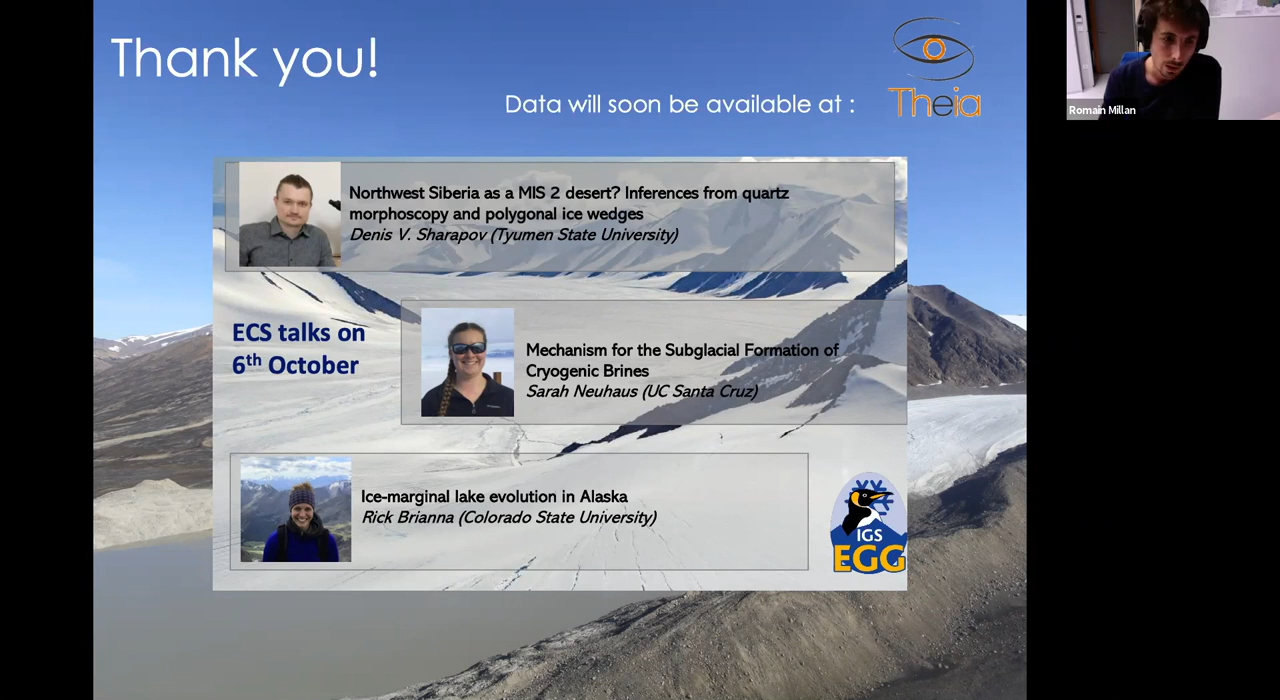 Thank you!
Data will soon be available at :
Theia
Romain Millan
Northwest Siberia as a MIS 2 desert? Inferences from quartz
morphoscopy and polygonal ice wedges
Denis V. Sharapov (Tyumen State University)
ECS talks on
6th October
Mechanism for the Subglacial Formation of
Cryogenic Brines
Sarah Neuhaus (UC Santa Cruz)
Ice-marginal lake evolution in Alaska
Rick Brianna (Colorado State University)
IGS
EGG